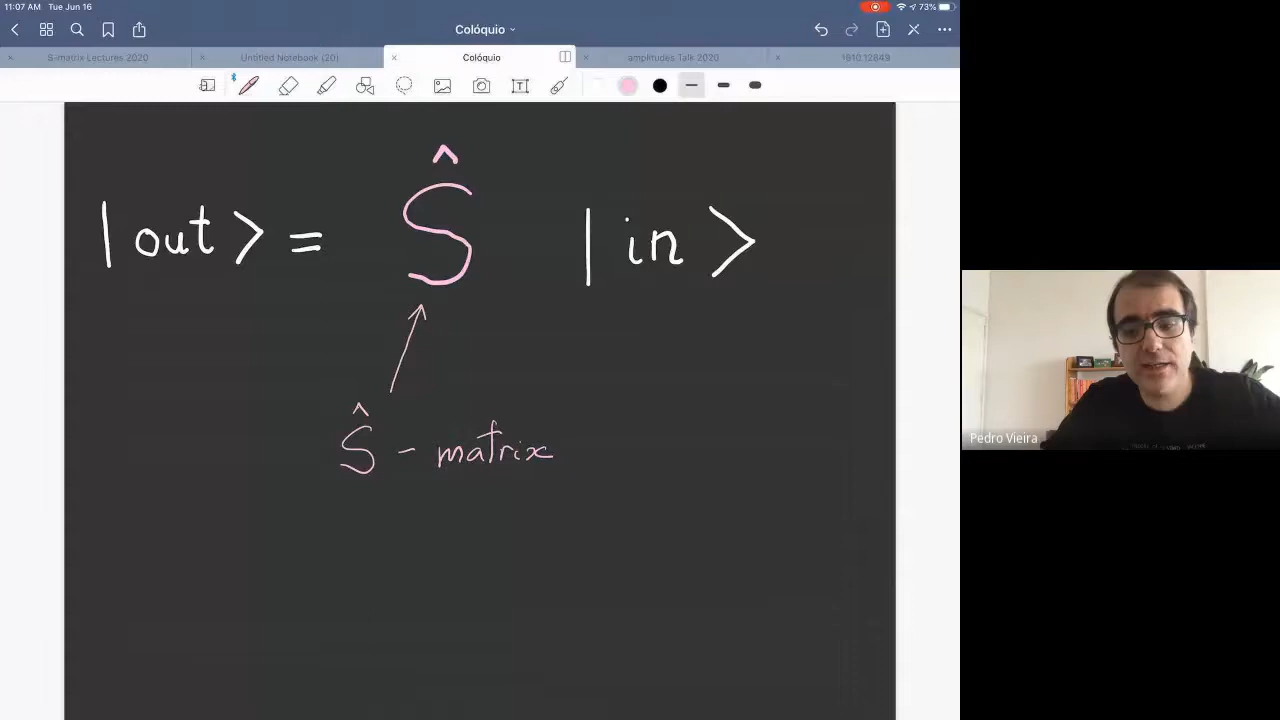 11:07 AM Tue Jun 16
73%
Colóquio
S-matrix Lectures 2020
Untitled Notebook (20)
Colóquio
amplitudes Talk 2020
1910.12849
T
| out > = Ŝ | in >
Ŝ - matrix
Pedro Vieira